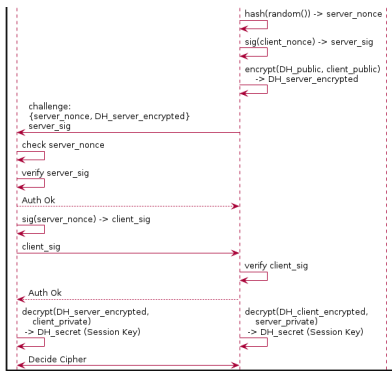 hash(random()) -> server_nonce
sig(client_nonce) -> server_sig
encrypt(DH_public, client_public)
-> DH_server_encrypted
challenge:
{server_nonce, DH_server_encrypted}
server_sig
check server_nonce
verify server_sig
Auth Ok
sig(server_nonce) -> client_sig
client_sig
verify client_sig
Auth Ok
decrypt(DH_server_encrypted,
client_private)
-> DH_secret (Session Key)
decrypt(DH_client_encrypted,
server_private)
-> DH_secret (Session Key)
Decide Cipher